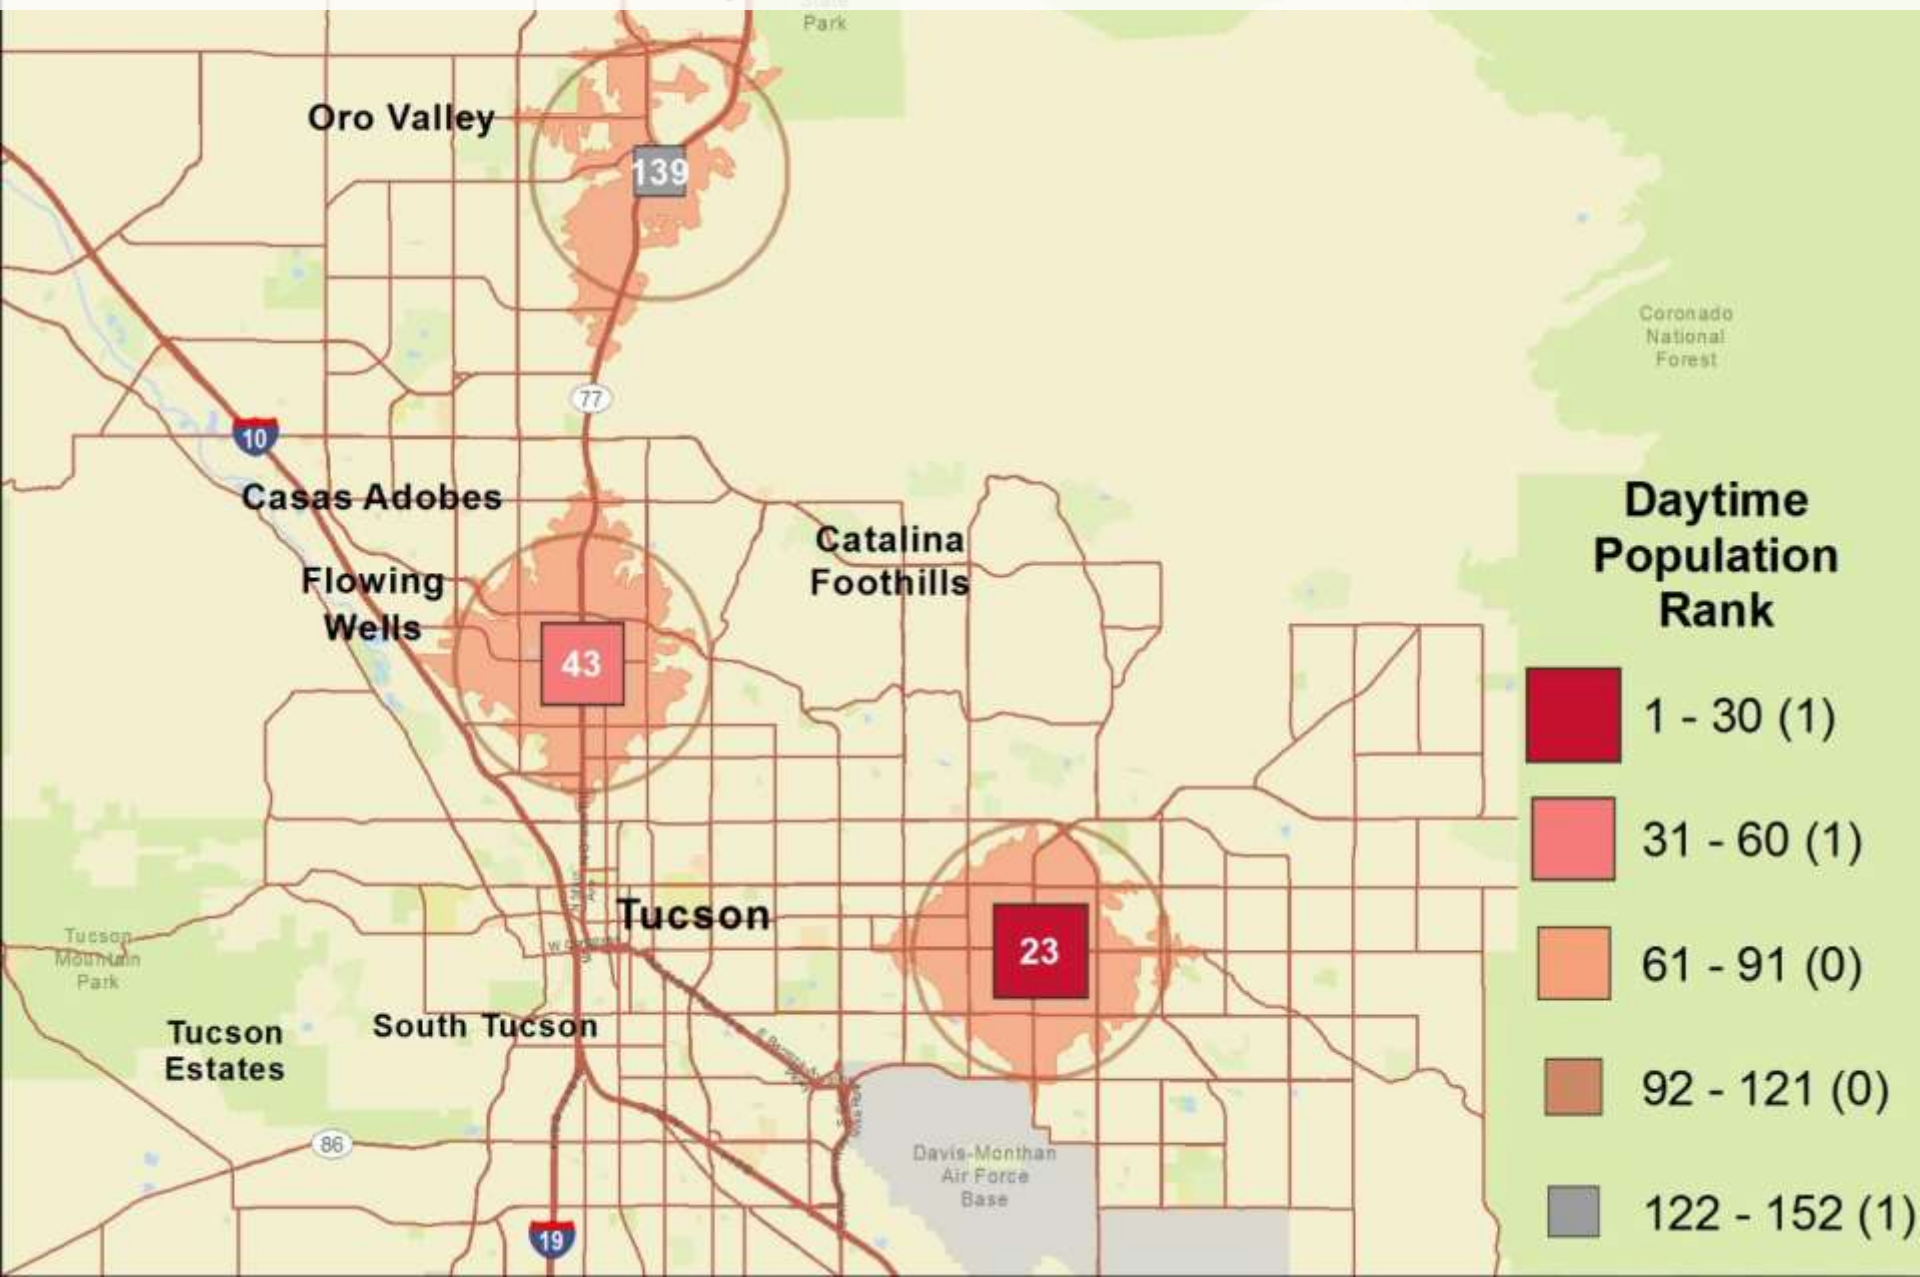 Park
Oro Valley
139
Coronado
National
Forest
77
10
Casas Adobes
Catalina
Foothills
Flowing
Wells
43
Daytime
Population
Rank
1 - 30 (1)
31 - 60 (1)
61 - 91 (0)
92 - 121 (0)
122 - 152 (1)
Tucson
23
Tucson
Mountain
Park
South Tucson
Tucson
Estates
86
Davis-Monthan
Air Force
Base
19